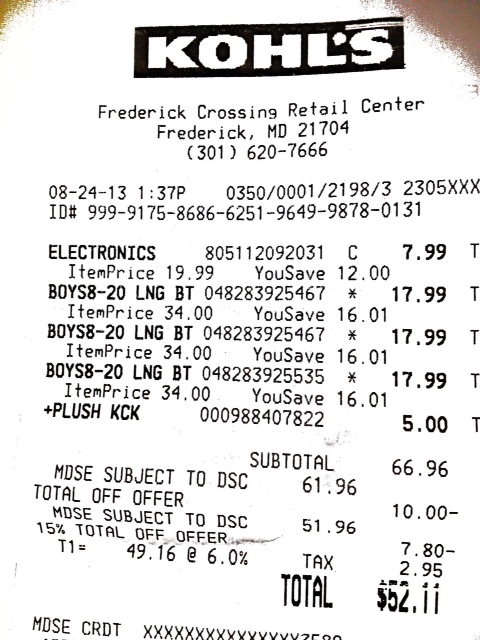 KOHL'S
Frederick Crossing Retail Center
Frederick, MD 21704
(301) 620-7666
08-24-13 1:37P 0350/0001/2198/3 2305XXX
ID# 999-9175-8686-6251-9649-9878-0131
ELECTRONICS 805112092031 C 7.99 T
ItemPrice 19.99 YouSave 12.00
BOYS8-20 LNG BT 048283925467 * 17.99 T
ItemPrice 34.00 YouSave 16.01
BOYS8-20 LNG BT 048283925467 * 17.99 T
ItemPrice 34.00 YouSave 16.01
BOYS8-20 LNG BT 048283925535 * 17.99 T
ItemPrice 34.00 YouSave 16.01
+PLUSH KCK 000988407822 5.00 T
SUBTOTAL 66.96
MDSE SUBJECT TO DSC 61.96
TOTAL OFF OFFER 10.00-
MDSE SUBJECT TO DSC 51.96
15% TOTAL OFF OFFER 7.80-
T1= 49.16 @ 6.0% TAX 2.95
TOTAL $52.11
MDSE CRDT